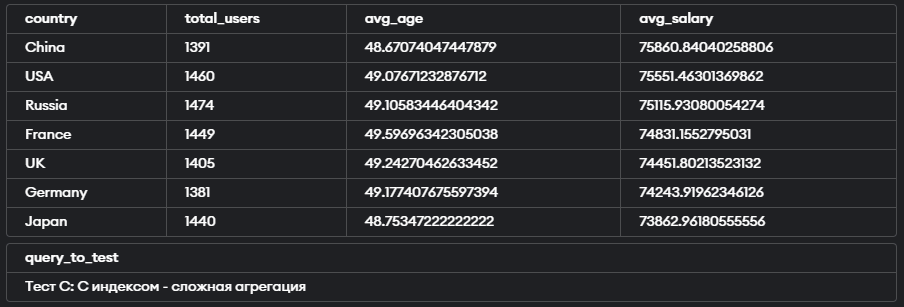 country total_users avg_age avg_salary
China 1391 48.67074047447879 75860.84040258806
USA 1460 49.07671232876712 75551.46301369862
Russia 1474 49.10583446404342 75115.93080054274
France 1449 49.59696342305038 74831.1552795031
UK 1405 49.24270462633452 74451.80213523132
Germany 1381 49.177407675597394 74243.91962346126
Japan 1440 48.75347222222222 73862.96180555556
query_to_test
Тест C: С индексом - сложная агрегация